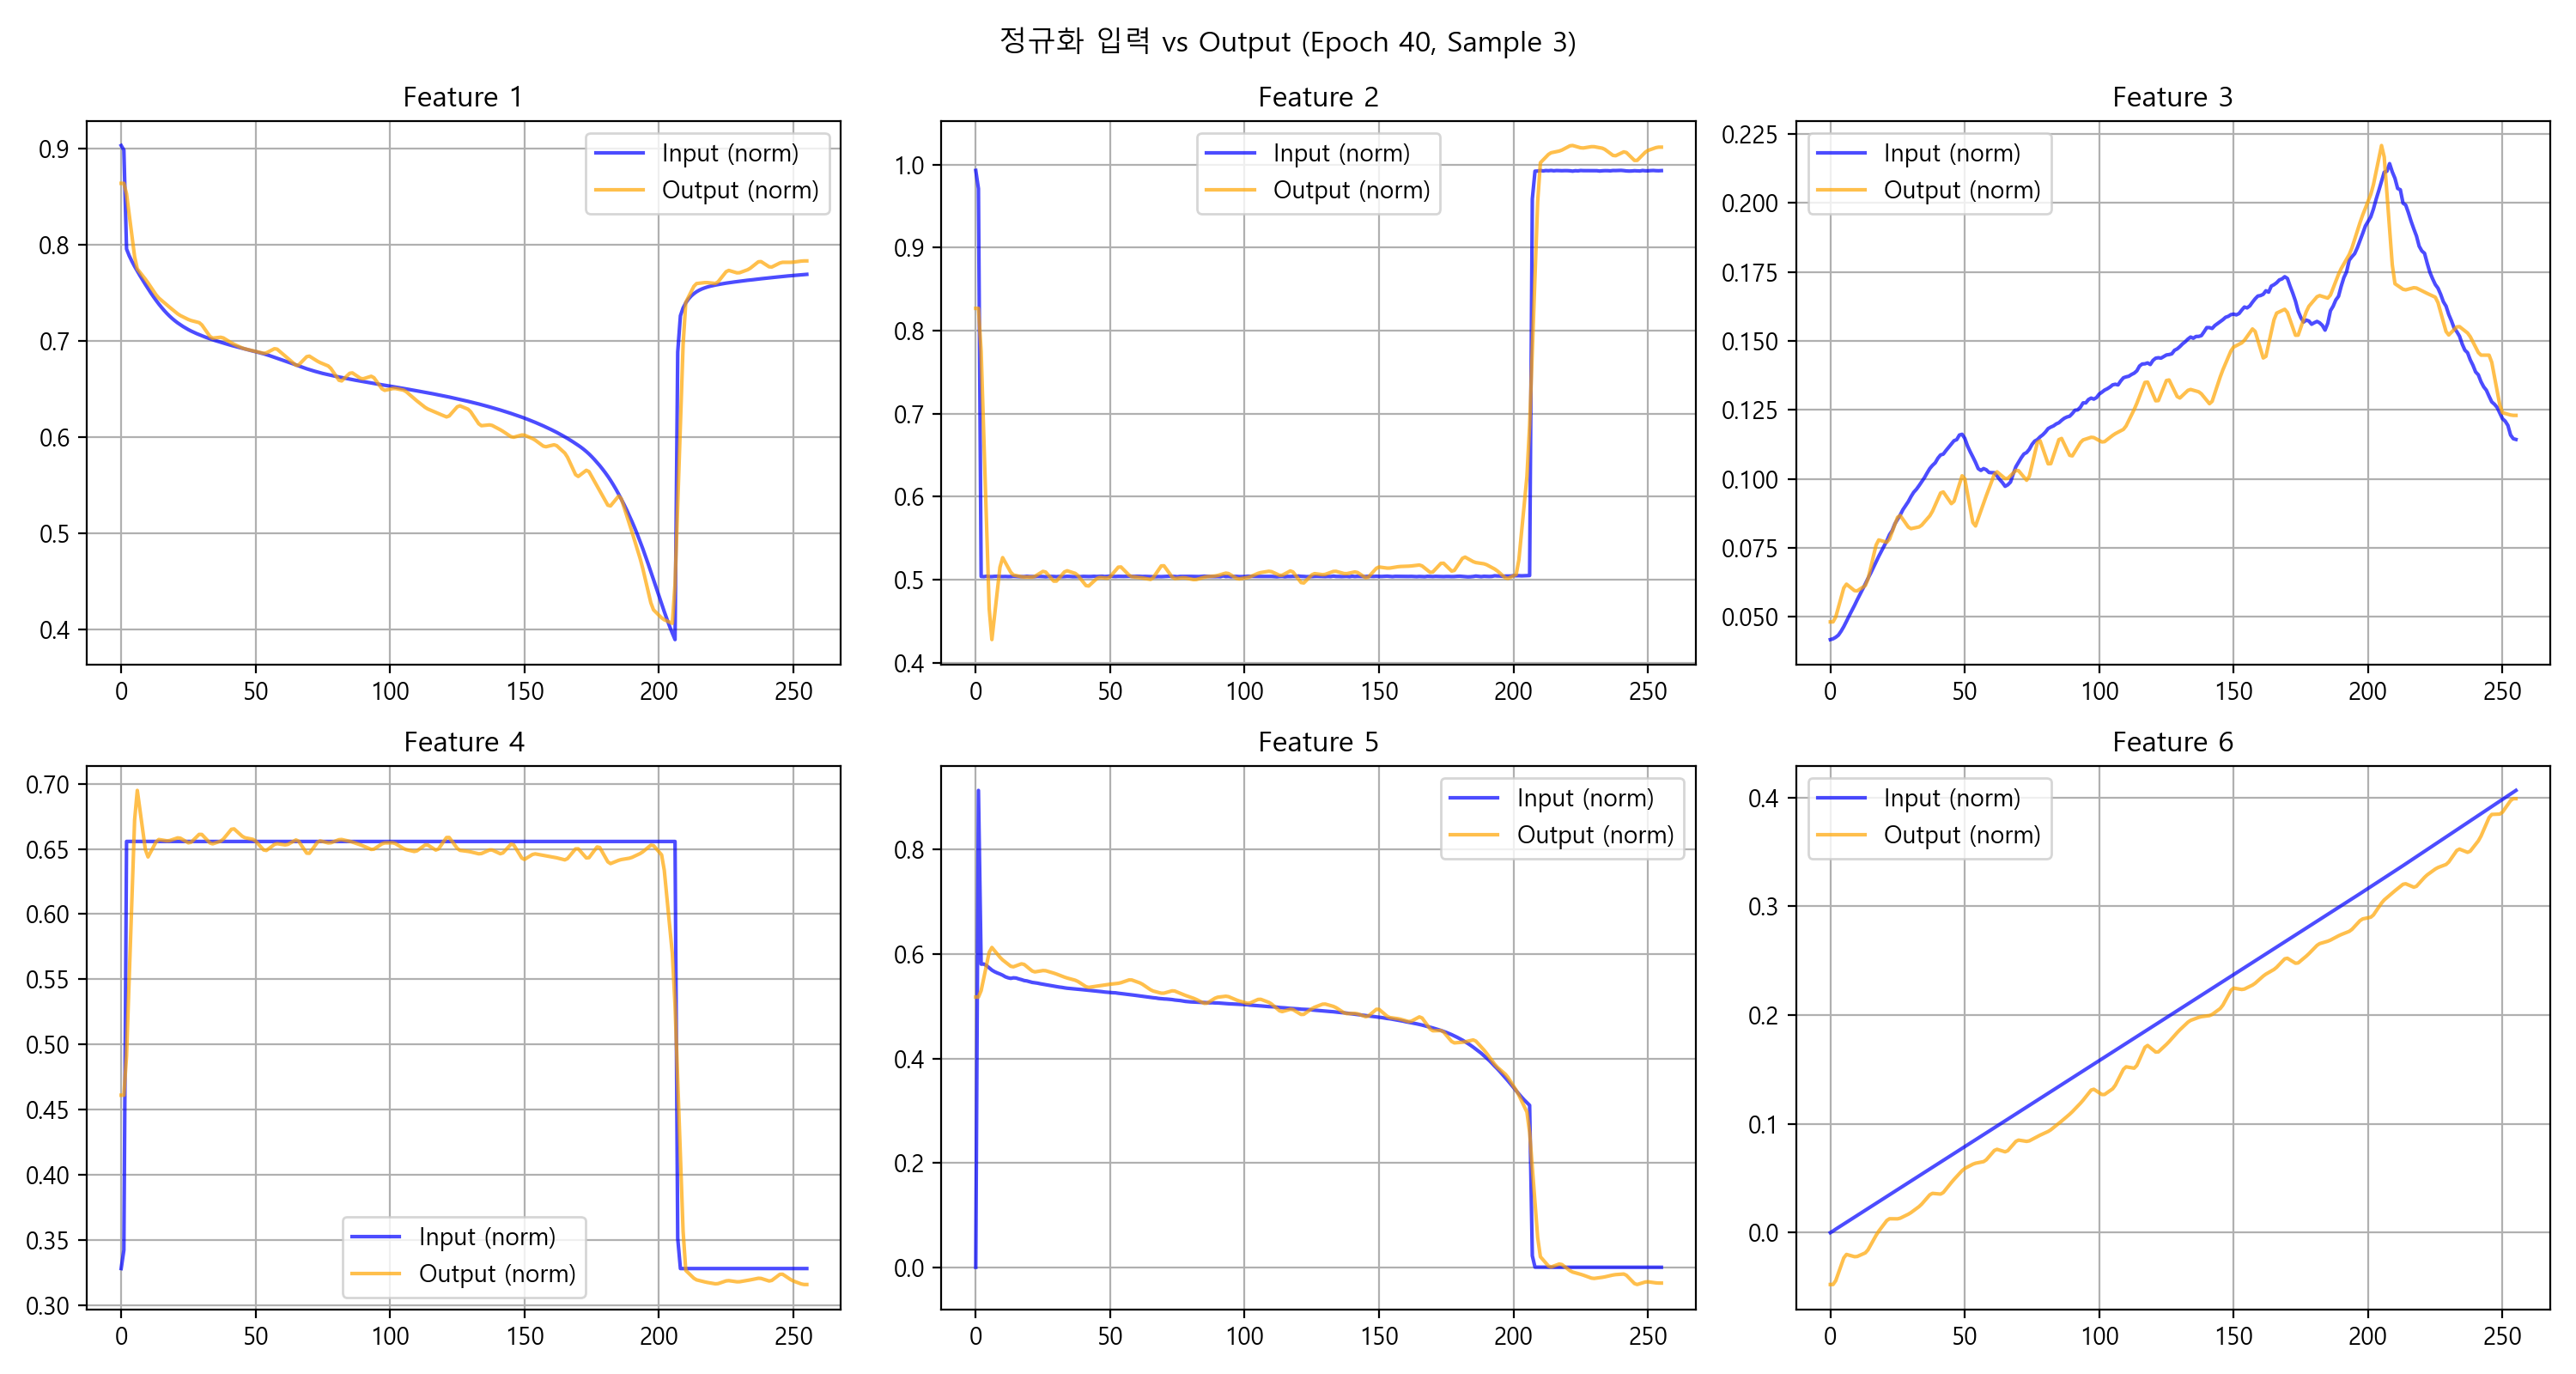 정규화 입력 vs Output (Epoch 40, Sample 3)
Feature 1
0.9
0.8
0.7
0.6
0.5
0.4
0 50 100 150 200 250
Input (norm)
Output (norm)
Feature 2
1.0
0.9
0.8
0.7
0.6
0.5
0.4
0 50 100 150 200 250
Input (norm)
Output (norm)
Feature 3
0.225
0.200
0.175
0.150
0.125
0.100
0.075
0.050
0 50 100 150 200 250
Input (norm)
Output (norm)
Feature 4
0.70
0.65
0.60
0.55
0.50
0.45
0.40
0.35
0.30
0 50 100 150 200 250
Input (norm)
Output (norm)
Feature 5
0.8
0.6
0.4
0.2
0.0
0 50 100 150 200 250
Input (norm)
Output (norm)
Feature 6
0.4
0.3
0.2
0.1
0.0
0 50 100 150 200 250
Input (norm)
Output (norm)